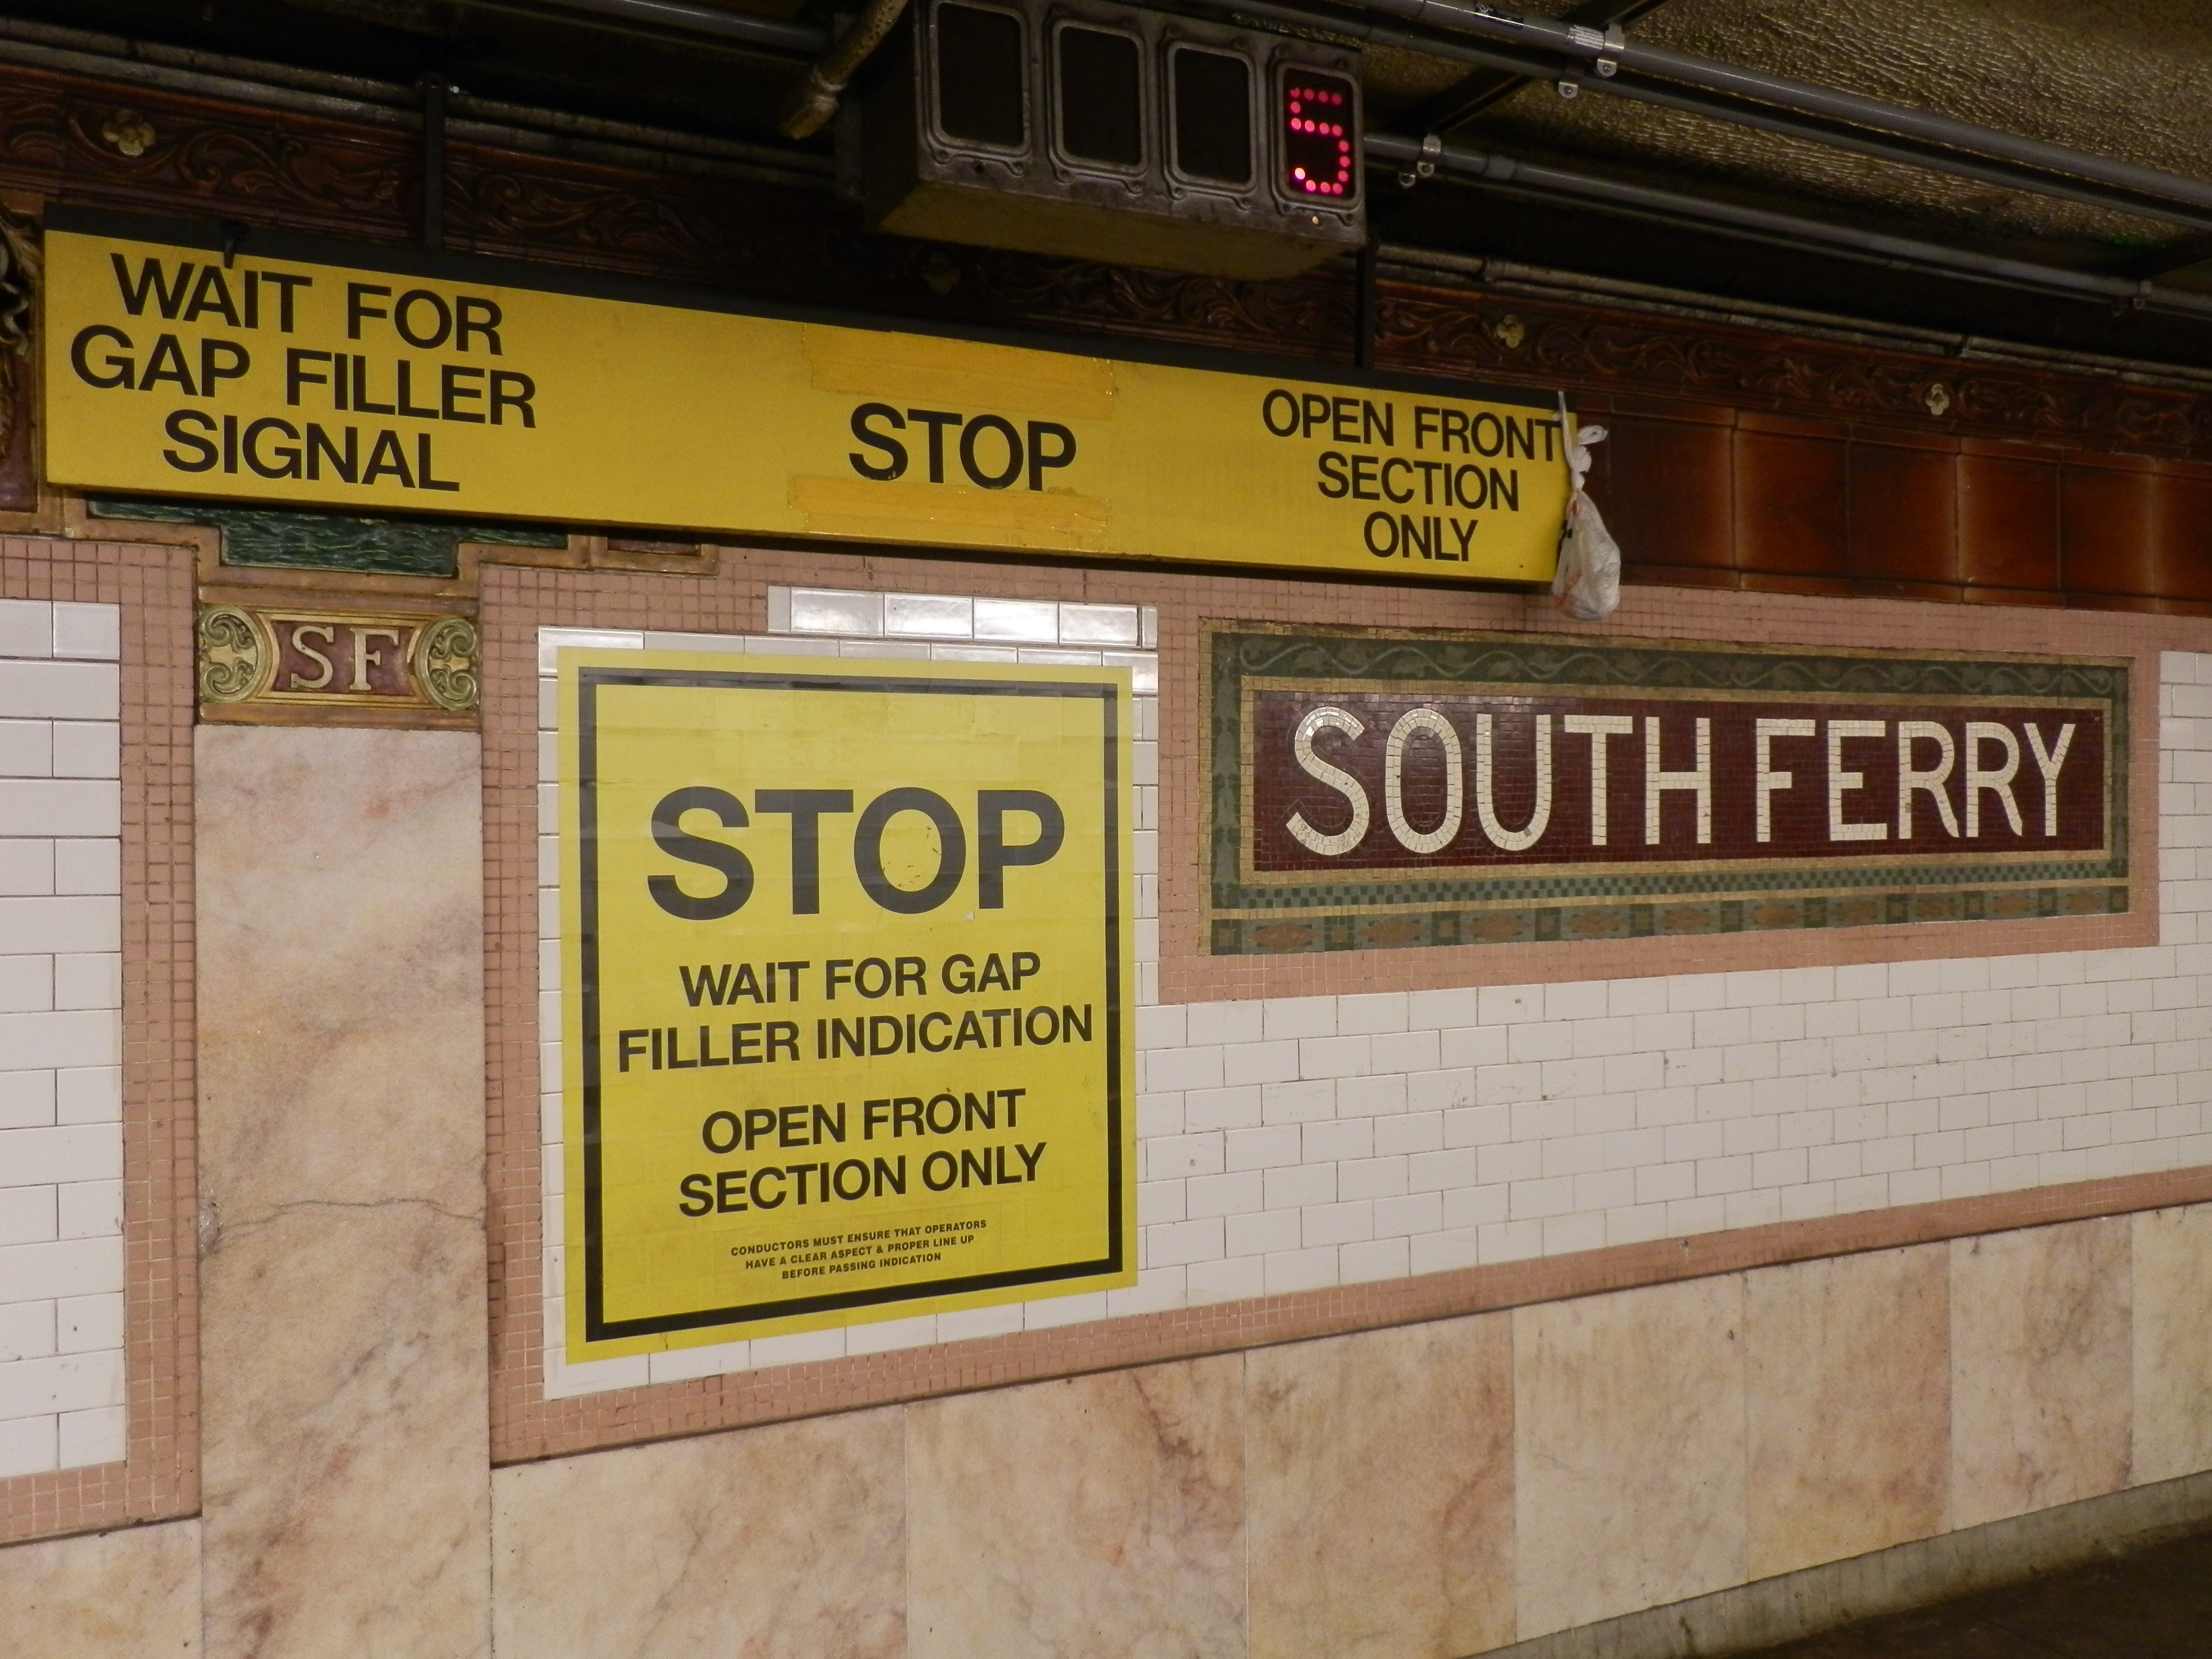 5
WAIT FOR
GAP FILLER
SIGNAL
STOP
OPEN FRONT
SECTION
ONLY
SF
SOUTH FERRY
STOP
WAIT FOR GAP
FILLER INDICATION
OPEN FRONT
SECTION ONLY
CONDUCTORS MUST ENSURE THAT OPERATORS
HAVE A CLEAR ASPECT & PROPER LINE UP
BEFORE PASSING INDICATION